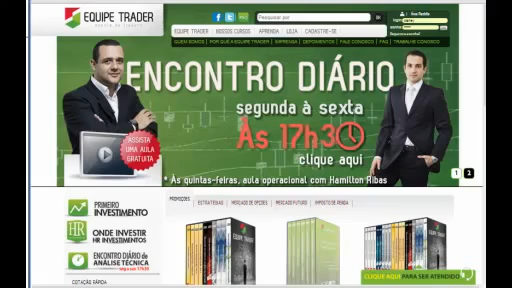 EQUIPE TRADER
Pesquisar por
EQUIPE TRADER | NOSSOS CURSOS | APRENDA | LOJA | CADASTRE-SE
QUEM SOMOS POR QUE A EQUIPE TRADER IMPRENSA DEPOIMENTOS FALE CONOSCO FAQ TRABALHE CONOSCO
ENCONTRO DIÁRIO
segunda à sexta
Às 17h30
clique aqui
ASSISTA
UMA AULA
GRATUITA
* Às quintas-feiras, aula operacional com Hamilton Ribas
1 2
PROMOÇÕES ESTRATÉGIAS MERCADO DE OPÇÕES MERCADO FUTURO IMPOSTO DE RENDA
PRIMEIRO
INVESTIMENTO
HR
ONDE INVESTIR
HR INVESTIMENTOS
ENCONTRO DIÁRIO de
ANÁLISE TÉCNICA
COTAÇÃO RÁPIDA
CLIQUE AQUI PARA SER ATENDIDO